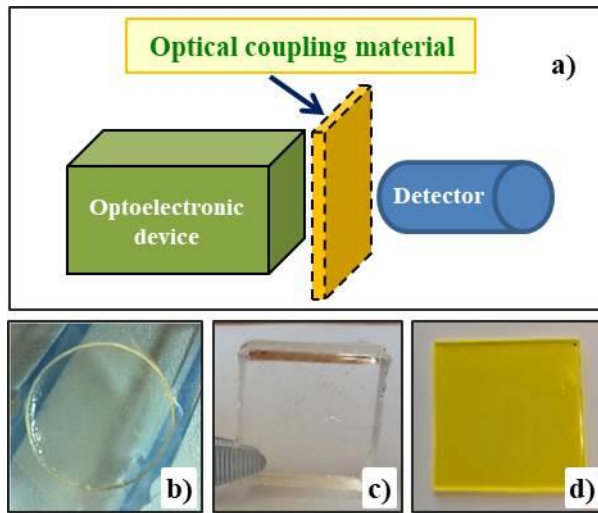 Optical coupling material
a)
Optoelectronic
device
Detector
b)
c)
d)